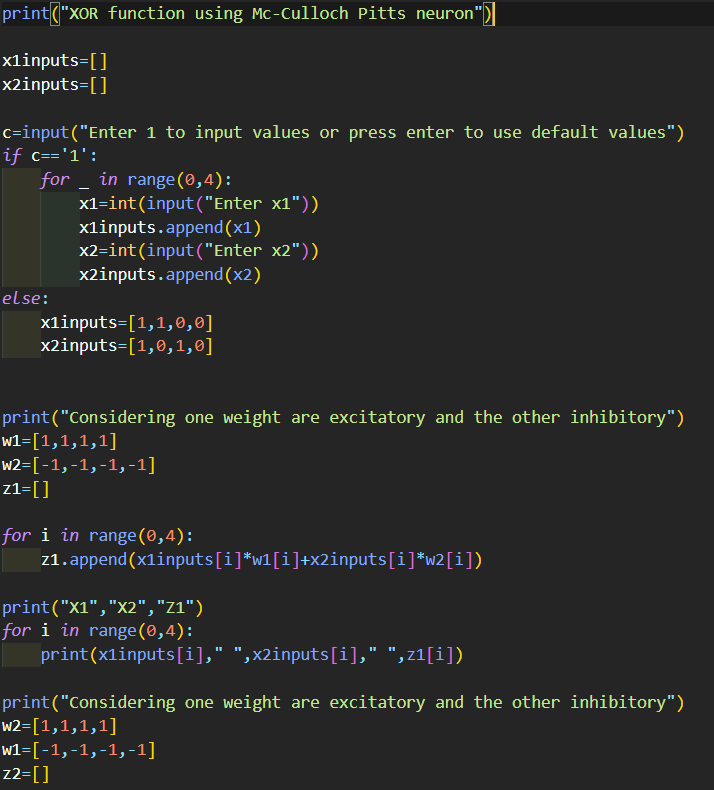 print("XOR function using Mc-Culloch Pitts neuron")
x1inputs=[]
x2inputs=[]
c=input("Enter 1 to input values or press enter to use default values")
if c=='1':
    for _ in range(0,4):
        x1=int(input("Enter x1"))
        x1inputs.append(x1)
        x2=int(input("Enter x2"))
        x2inputs.append(x2)
else:
    x1inputs=[1,1,0,0]
    x2inputs=[1,0,1,0]
print("Considering one weight are excitatory and the other inhibitory")
w1=[1,1,1,1]
w2=[-1,-1,-1,-1]
z1=[]
for i in range(0,4):
    z1.append(x1inputs[i]*w1[i]+x2inputs[i]*w2[i])
print("X1","X2","Z1")
for i in range(0,4):
    print(x1inputs[i]," ",x2inputs[i]," ",z1[i])
print("Considering one weight are excitatory and the other inhibitory")
w2=[1,1,1,1]
w1=[-1,-1,-1,-1]
z2=[]